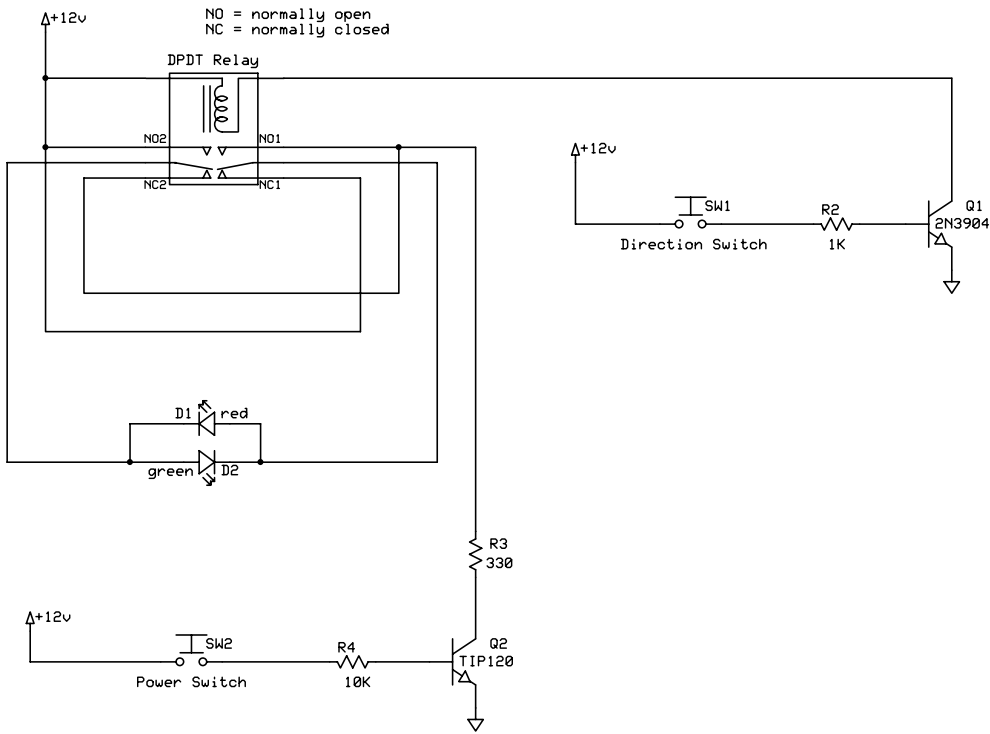 +12v
NO = normally open
NC = normally closed
DPDT Relay
NO2
NO1
NC2
NC1
+12v
SW1
Direction Switch
R2
1K
Q1
2N3904
D1
red
green
D2
R3
330
+12v
SW2
Power Switch
R4
10K
Q2
TIP120